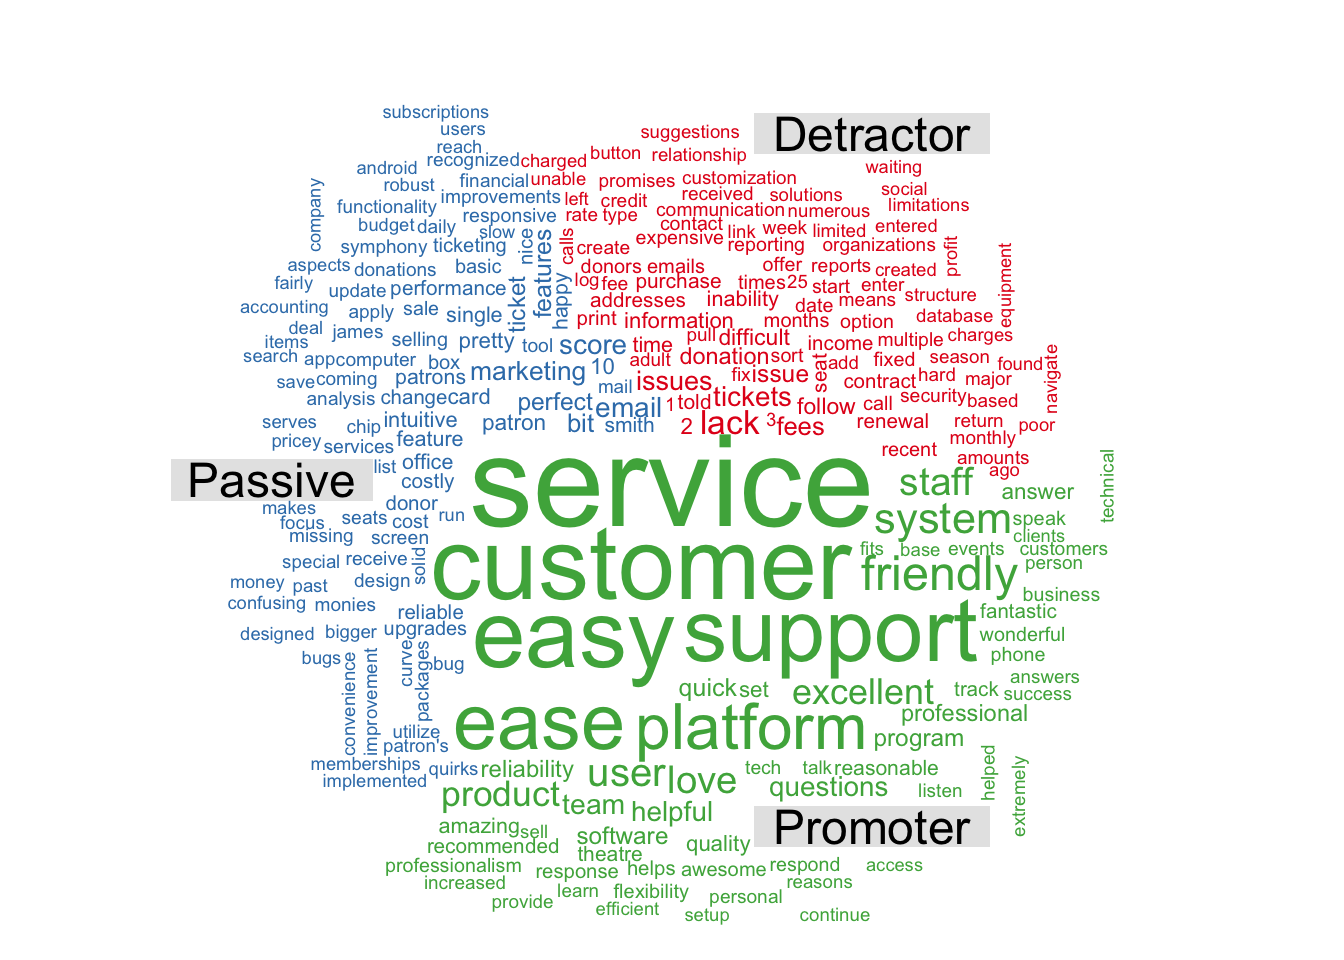 subscriptions
users
reach
recognized
android
robust
financial
improvements
company
functionality
responsive
budget
daily
slow
nice
symphony
ticketing
features
aspects
donations
basic
fairly
update
performance
ticket
happy
accounting
apply
sale
single
deal
james
items
selling
pretty
tool
score
search
app
computer
box
marketing
10
save
coming
patrons
mail
analysis
change
card
perfect
email
serves
chip
intuitive
patron
bit
smith
pricey
services
feature
list
office
costly
Passive
makes
donor
focus
seats
cost
run
missing
screen
special
receive
solid
money
past
design
confusing
monies
reliable
designed
bigger
upgrades
bugs
curve
bug
convenience
improvement
packages
utilize
patron's
memberships
implemented
quirks
Detractor
suggestions
charged
button
relationship
waiting
unable
promises
customization
left
credit
received
solutions
social
limitations
rate
type
communication
numerous
contact
link
week
limited
entered
calls
create
expensive
reporting
organizations
profit
donors
emails
offer
reports
created
equipment
log
fee
purchase
times
25
start
enter
structure
addresses
inability
date
means
print
information
months
option
database
time
pull
difficult
income
multiple
charges
adult
donation
sort
seat
add
fixed
season
found
navigate
issues
fix
issue
contract
hard
major
1
told
tickets
follow
call
security
based
2
lack
3
fees
renewal
return
poor
monthly
recent
amounts
ago
service
staff
answer
technical
system
speak
clients
customer
fits
base
events
customers
friendly
person
business
easy
support
fantastic
wonderful
phone
quick
set
excellent
track
answers
success
ease
platform
professional
program
reliability
user
love
tech
talk
reasonable
helped
extremely
product
team
helpful
questions
listen
Promoter
amazing
sell
software
quality
recommended
theatre
professionalism
response
helps
awesome
respond
access
increased
learn
flexibility
personal
reasons
provide
efficient
setup
continue